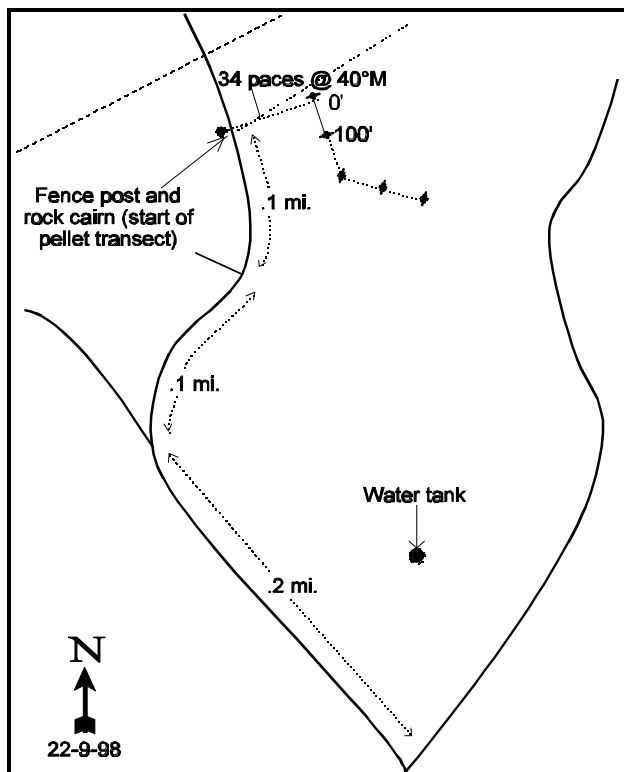 34 paces @ 40°M
0'
100'
Fence post and
rock cairn (start of
pellet transect)
.1 mi.
.1 mi.
Water tank
.2 mi.
N
22-9-98